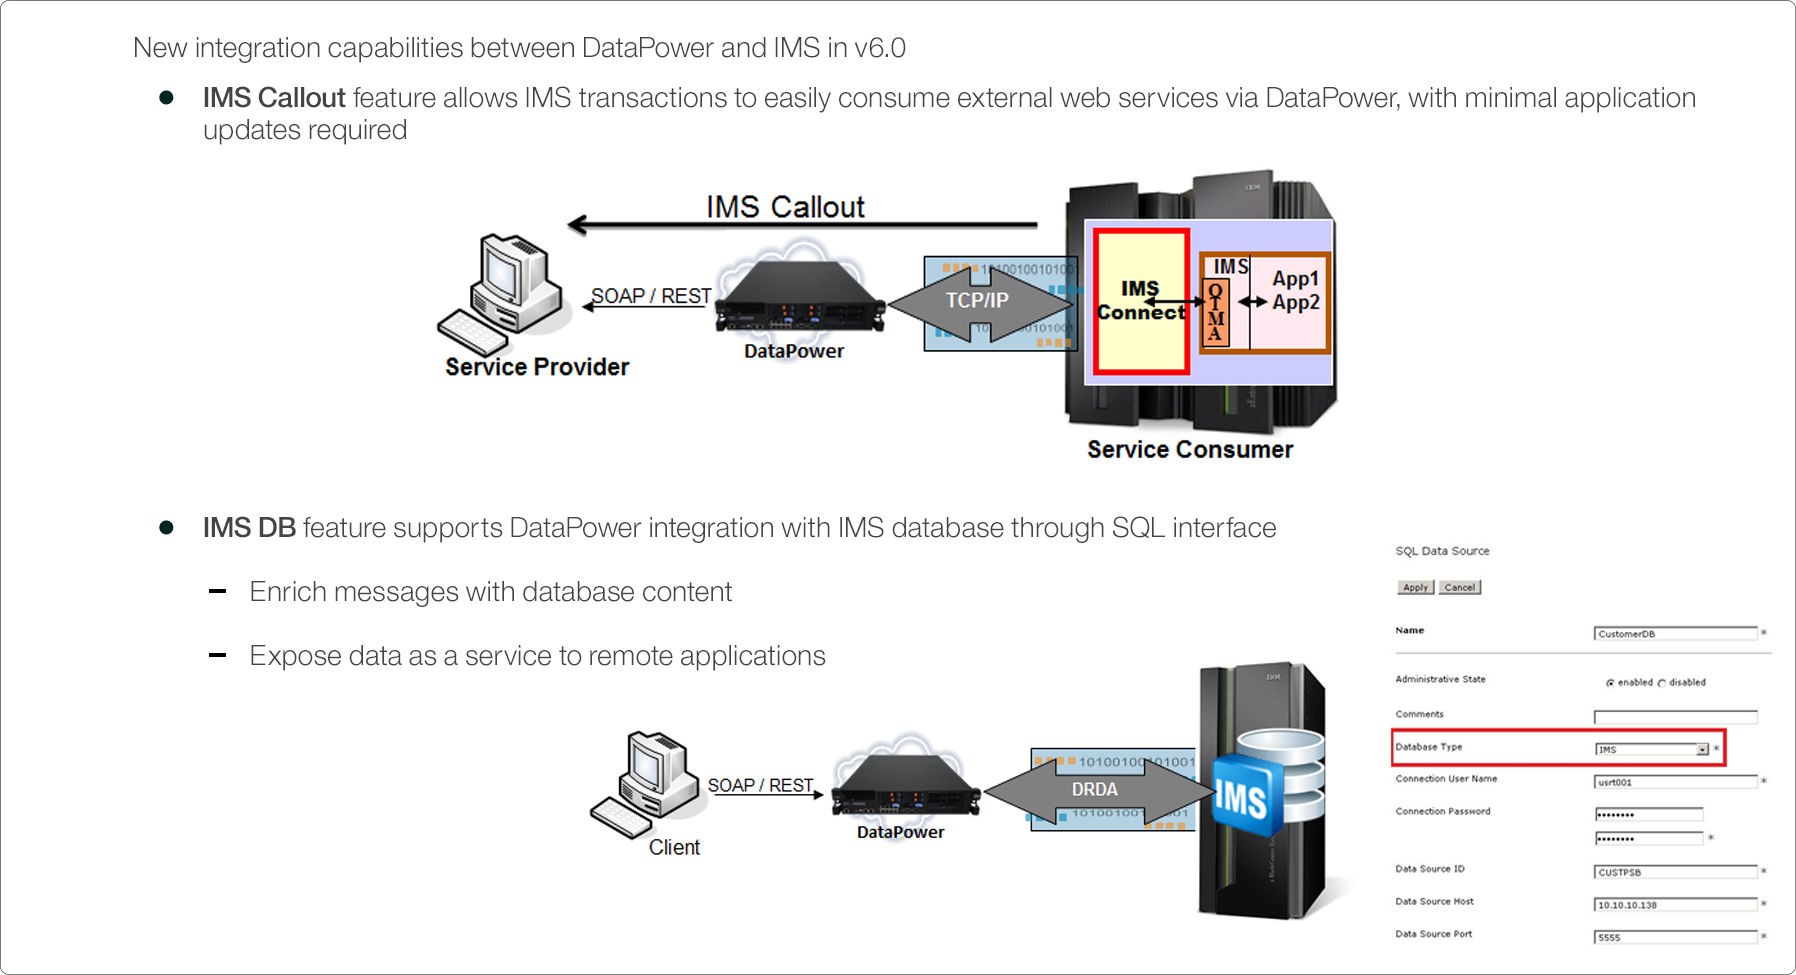 New integration capabilities between DataPower and IMS in v6.0
IMS Callout feature allows IMS transactions to easily consume external web services via DataPower, with minimal application
updates required
IMS Callout
IBM
SOAP / REST
10100100101001
TCP/IP
IMS
Connect
IMS
OTMA
App1
App2
DataPower
Service Provider
Service Consumer
IMS DB feature supports DataPower integration with IMS database through SQL interface
Enrich messages with database content
Expose data as a service to remote applications
SOAP / REST
DataPower
Client
10100100101001
DRDA
IBM
IMS
SQL Data Source
Apply Cancel
Name CustomerDB *
Administrative State enabled disabled
Comments
Database Type IMS *
Connection User Name usrt001 *
Connection Password ••••••••
•••••••• *
Data Source ID CUSTPSB *
Data Source Host 10.10.10.138 *
Data Source Port 5555 *